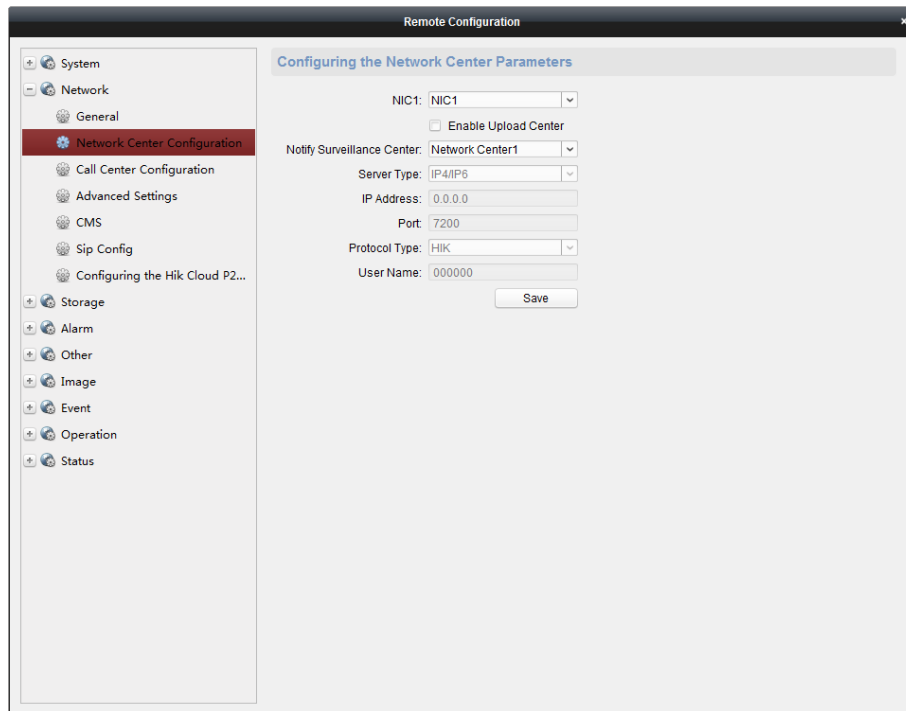 Remote Configuration
System
Network
General
Network Center Configuration
Call Center Configuration
Advanced Settings
CMS
Sip Config
Configuring the Hik Cloud P2...
Storage
Alarm
Other
Image
Event
Operation
Status
Configuring the Network Center Parameters
NIC1: NIC1
Enable Upload Center
Notify Surveillance Center: Network Center1
Server Type: IP4/IP6
IP Address: 0.0.0.0
Port: 7200
Protocol Type: HIK
User Name: 000000
Save